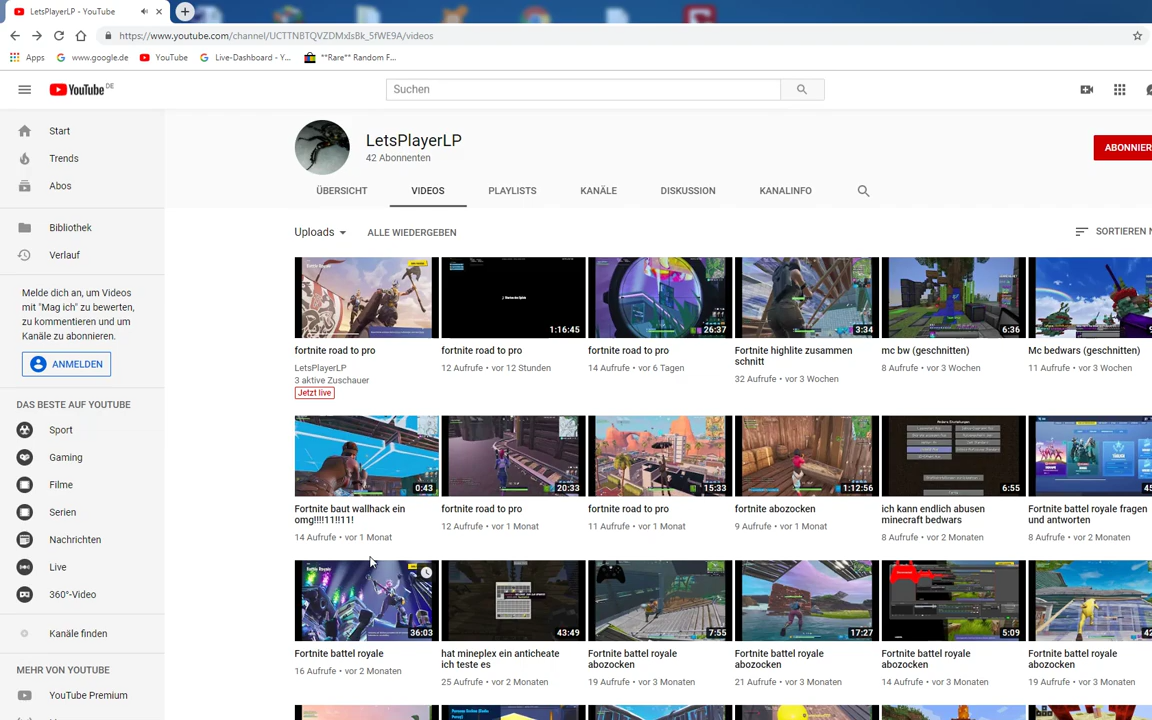 LetsPlayerLP - YouTube
https://www.youtube.com/channel/UCTTNBTQVZDMxlsBk_5fWE9A/videos
Apps www.google.de YouTube Live-Dashboard - Y... **Rare** Random F...
YouTube DE
Suchen
Start
Trends
Abos
Bibliothek
Verlauf
Melde dich an, um Videos
mit "Mag ich" zu bewerten,
zu kommentieren und um
Kanäle zu abonnieren.
ANMELDEN
DAS BESTE AUF YOUTUBE
Sport
Gaming
Filme
Serien
Nachrichten
Live
360°-Video
Kanäle finden
MEHR VON YOUTUBE
YouTube Premium
LetsPlayerLP
42 Abonnenten
ABONNIER
ÜBERSICHT VIDEOS PLAYLISTS KANÄLE DISKUSSION KANALINFO
Uploads ALLE WIEDERGEBEN
SORTIEREN N
1:16:45 26:37 3:34 6:36
fortnite road to pro
LetsPlayerLP
3 aktive Zuschauer
Jetzt live
fortnite road to pro
12 Aufrufe • vor 12 Stunden
fortnite road to pro
14 Aufrufe • vor 6 Tagen
Fortnite highlite zusammen
schnitt
32 Aufrufe • vor 3 Wochen
mc bw (geschnitten)
8 Aufrufe • vor 3 Wochen
Mc bedwars (geschnitten)
11 Aufrufe • vor 3 Wochen
0:43 20:33 15:33 1:12:56 6:55 45
Fortnite baut wallhack ein
omg!!!!11!!11!
14 Aufrufe • vor 1 Monat
fortnite road to pro
12 Aufrufe • vor 1 Monat
fortnite road to pro
11 Aufrufe • vor 1 Monat
fortnite abozocken
9 Aufrufe • vor 1 Monat
ich kann endlich abusen
minecraft bedwars
8 Aufrufe • vor 2 Monaten
Fortnite battel royale fragen
und antworten
8 Aufrufe • vor 2 Monaten
36:03 43:49 7:55 17:27 5:09 42
Fortnite battel royale
16 Aufrufe • vor 2 Monaten
hat mineplex ein anticheate
ich teste es
25 Aufrufe • vor 2 Monaten
Fortnite battel royale
abozocken
19 Aufrufe • vor 3 Monaten
Fortnite battel royale
abozocken
21 Aufrufe • vor 3 Monaten
Fortnite battel royale
abozocken
14 Aufrufe • vor 3 Monaten
Fortnite battel royale
abozocken
19 Aufrufe • vor 3 Monaten